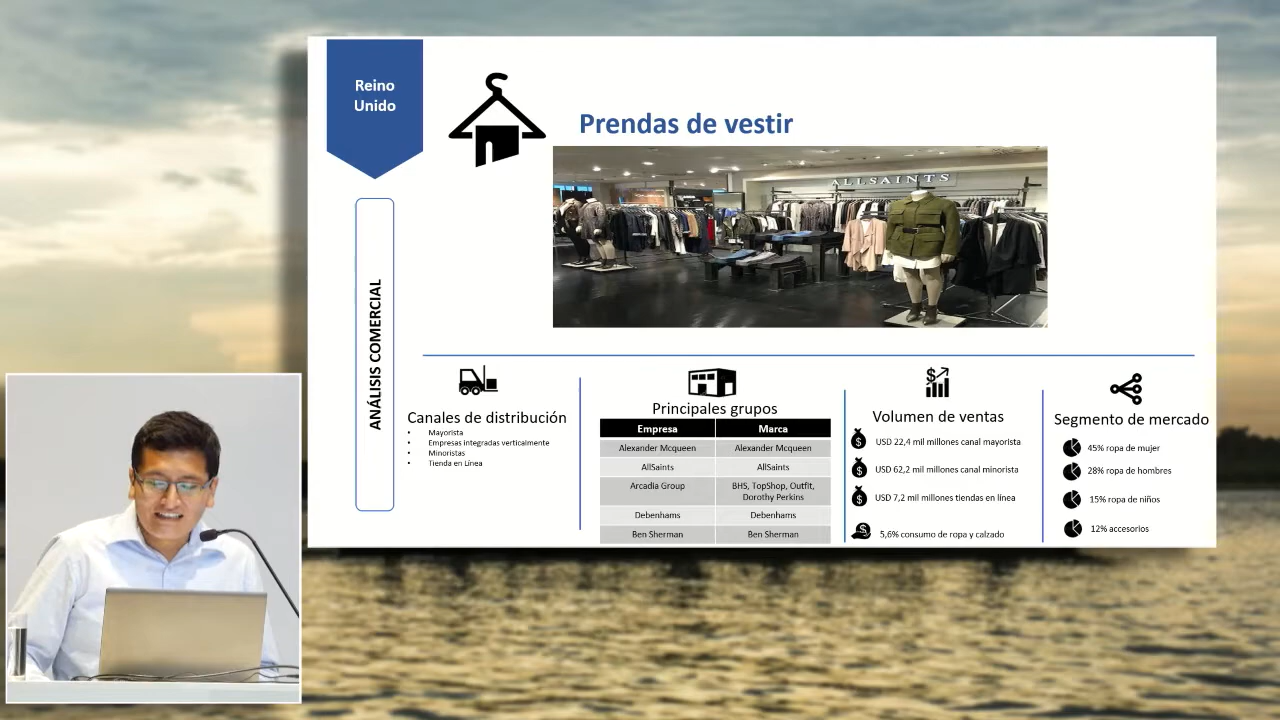 Reino
Unido
Prendas de vestir
ALLSAINTS
ANÁLISIS COMERCIAL
Canales de distribución
• Mayorista
• Empresas integradas verticalmente
• Minoristas
• Tienda en Línea
Principales grupos
Empresa Marca
Alexander Mcqueen Alexander Mcqueen
AllSaints AllSaints
Arcadia Group BHS, TopShop, Outfit,
Dorothy Perkins
Debenhams Debenhams
Ben Sherman Ben Sherman
Volumen de ventas
USD 22,4 mil millones canal mayorista
USD 62,2 mil millones canal minorista
USD 7,2 mil millones tiendas en línea
5,6% consumo de ropa y calzado
Segmento de mercado
45% ropa de mujer
28% ropa de hombres
15% ropa de niños
12% accesorios